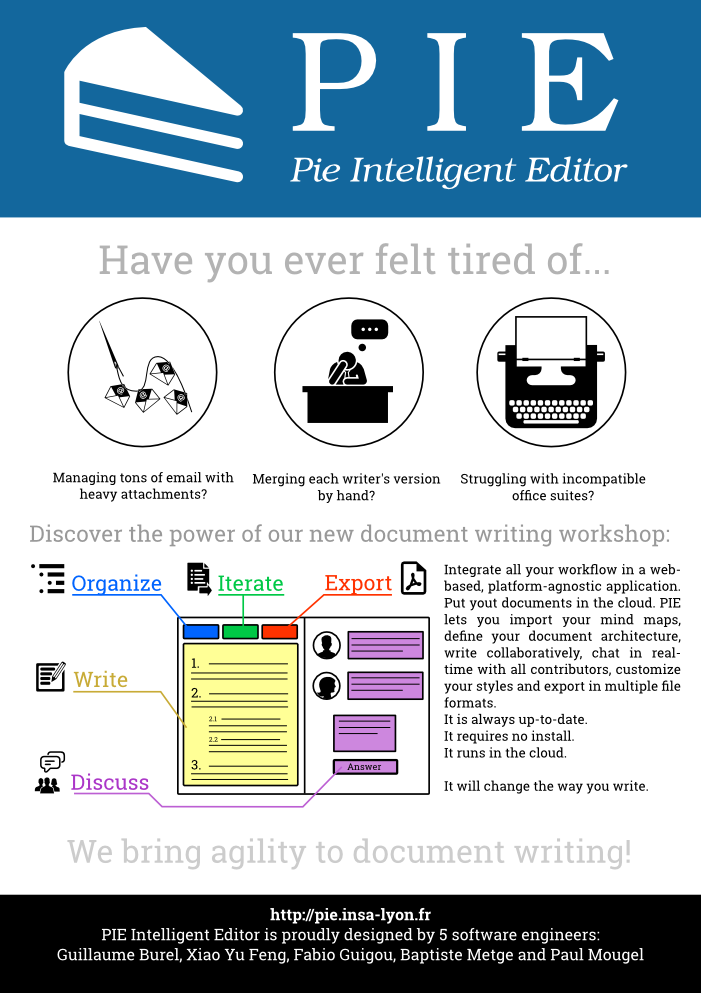 P I E
Pie Intelligent Editor
Have you ever felt tired of...
Managing tons of email with
heavy attachments?
Merging each writer's version
by hand?
Struggling with incompatible
office suites?
Discover the power of our new document writing workshop:
Organize
Iterate
Export
Write
Discuss
1.
2.
2.1
2.2
3.
Answer
Integrate all your workflow in a web-
based, platform-agnostic application.
Put yout documents in the cloud. PIE
lets you import your mind maps,
define your document architecture,
write collaboratively, chat in real-
time with all contributors, customize
your styles and export in multiple file
formats.
It is always up-to-date.
It requires no install.
It runs in the cloud.
It will change the way you write.
We bring agility to document writing!
http://pie.insa-lyon.fr
PIE Intelligent Editor is proudly designed by 5 software engineers:
Guillaume Burel, Xiao Yu Feng, Fabio Guigou, Baptiste Metge and Paul Mougel